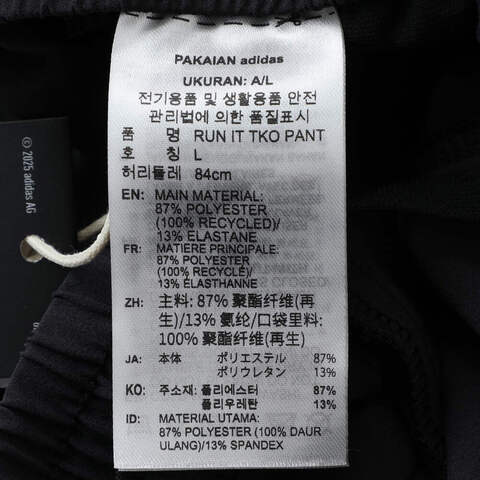 PAKAIAN adidas
UKURAN: A/L
전기용품 및 생활용품 안전
관리법에 의한 품질표시
품 명 RUN IT TKO PANT
호 칭 L
허리둘레 84cm
EN: MAIN MATERIAL:
87% POLYESTER
(100% RECYCLED)/
13% ELASTANE
FR: MATIERE PRINCIPALE:
87% POLYESTER
(100% RECYCLE)/
13% ELASTHANNE
ZH: 主料: 87% 聚酯纤维(再
生)/13% 氨纶/口袋里料:
100% 聚酯纤维(再生)
JA: 本体 ポリエステル 87%
ポリウレタン 13%
KO: 주소재: 폴리에스터 87%
폴리우레탄 13%
ID: MATERIAL UTAMA:
87% POLYESTER (100% DAUR
ULANG)/13% SPANDEX
© 2025 adidas AG